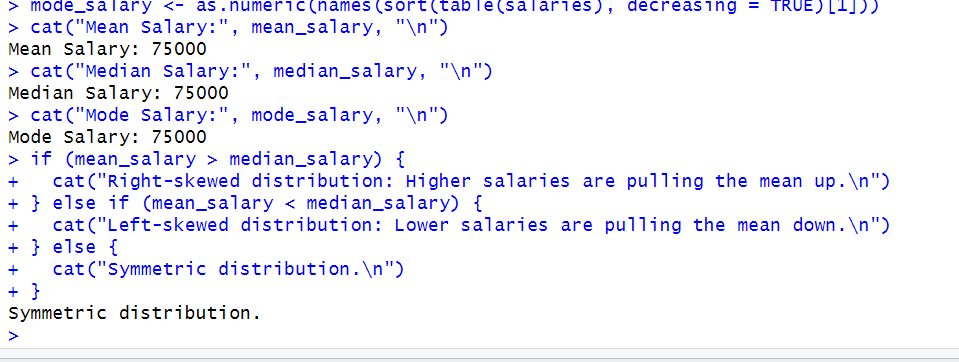 > mode_salary <- as.numeric(names(sort(table(salaries), decreasing = TRUE)[1]))
> cat("Mean Salary:", mean_salary, "\n")
Mean Salary: 75000
> cat("Median Salary:", median_salary, "\n")
Median Salary: 75000
> cat("Mode Salary:", mode_salary, "\n")
Mode Salary: 75000
> if (mean_salary > median_salary) {
+   cat("Right-skewed distribution: Higher salaries are pulling the mean up.\n")
+ } else if (mean_salary < median_salary) {
+   cat("Left-skewed distribution: Lower salaries are pulling the mean down.\n")
+ } else {
+   cat("Symmetric distribution.\n")
+ }
Symmetric distribution.
>